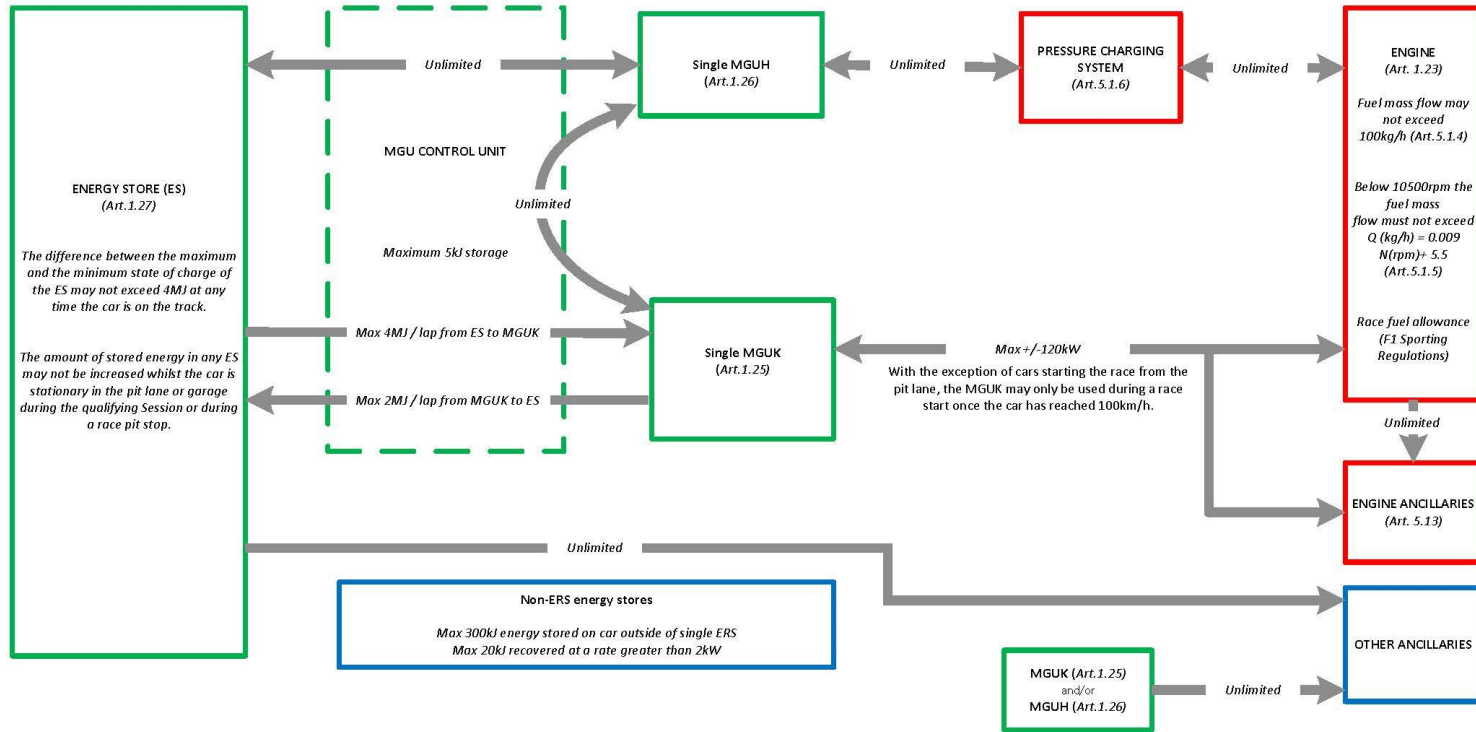 ENERGY STORE (ES)
(Art.1.27)
The difference between the maximum
and the minimum state of charge of
the ES may not exceed 4MJ at any
time the car is on the track.
The amount of stored energy in any ES
may not be increased whilst the car is
stationary in the pit lane or garage
during the qualifying Session or during
a race pit stop.
Unlimited
MGU CONTROL UNIT
Maximum 5kJ storage
Max 4MJ / lap from ES to MGUK
Max 2MJ / lap from MGUK to ES
Single MGUH
(Art.1.26)
Unlimited
Single MGUK
(Art.1.25)
Unlimited
PRESSURE CHARGING
SYSTEM
(Art.5.1.6)
Unlimited
ENGINE
(Art. 1.23)
Fuel mass flow may
not exceed
100kg/h (Art.5.1.4)
Below 10500rpm the
fuel mass
flow must not exceed
Q (kg/h) = 0.009
N(rpm)+ 5.5
(Art.5.1.5)
Race fuel allowance
(F1 Sporting
Regulations)
Max +/-120kW
With the exception of cars starting the race from the
pit lane, the MGUK may only be used during a race
start once the car has reached 100km/h.
Unlimited
ENGINE ANCILLARIES
(Art. 5.13)
Unlimited
Non-ERS energy stores
Max 300kJ energy stored on car outside of single ERS
Max 20kJ recovered at a rate greater than 2kW
MGUK (Art.1.25)
and/or
MGUH (Art.1.26)
Unlimited
OTHER ANCILLARIES